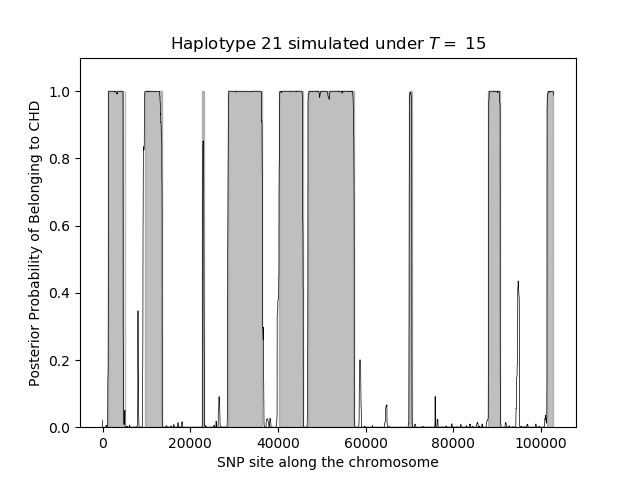 Haplotype 21 simulated under T = 15
Posterior Probability of Belonging to CHD
1.0
0.8
0.6
0.4
0.2
0.0
0 20000 40000 60000 80000 100000
SNP site along the chromosome